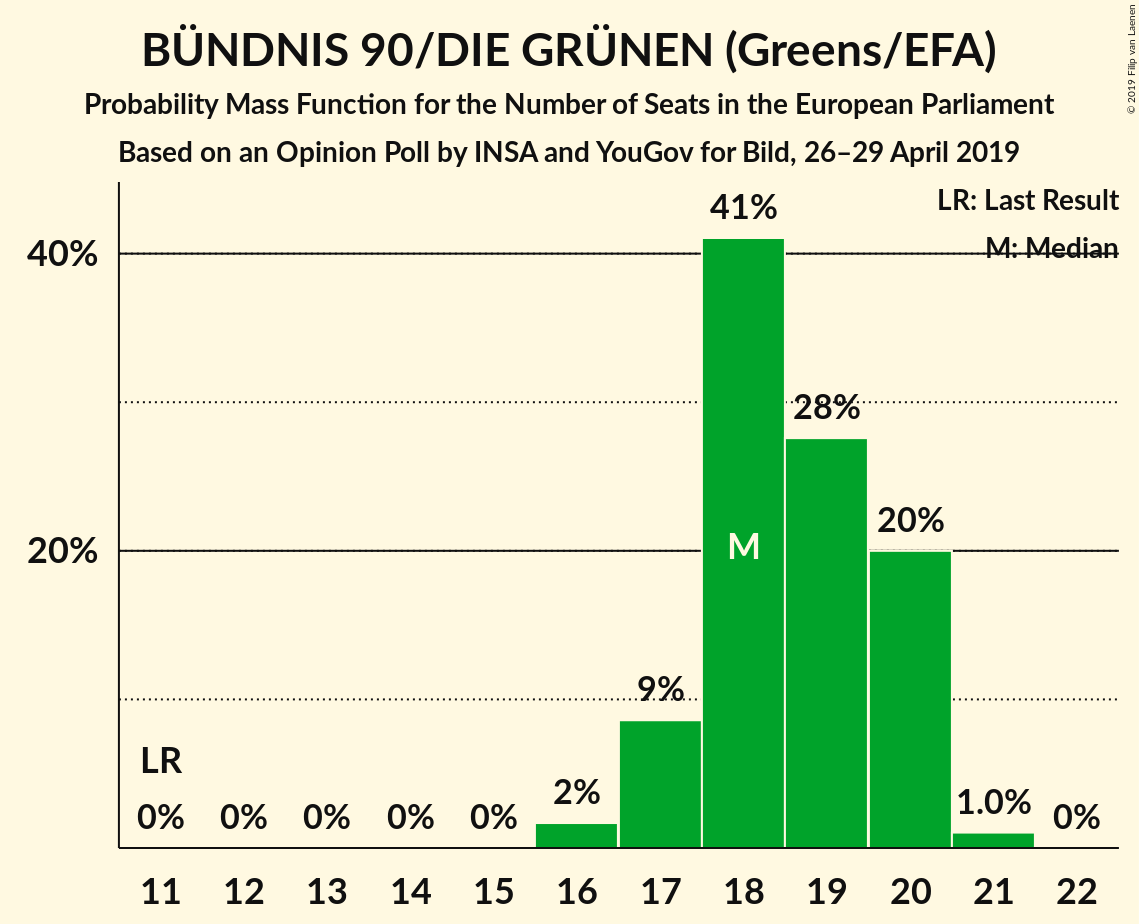 BÜNDNIS 90/DIE GRÜNEN (Greens/EFA)
Probability Mass Function for the Number of Seats in the European Parliament
Based on an Opinion Poll by INSA and YouGov for Bild, 26–29 April 2019
© 2019 Filip van Laenen
LR: Last Result
M: Median
40%
20%
41%
28%
20%
M
9%
LR
0% 0% 0% 0% 0% 2% 1.0% 0%
11 12 13 14 15 16 17 18 19 20 21 22